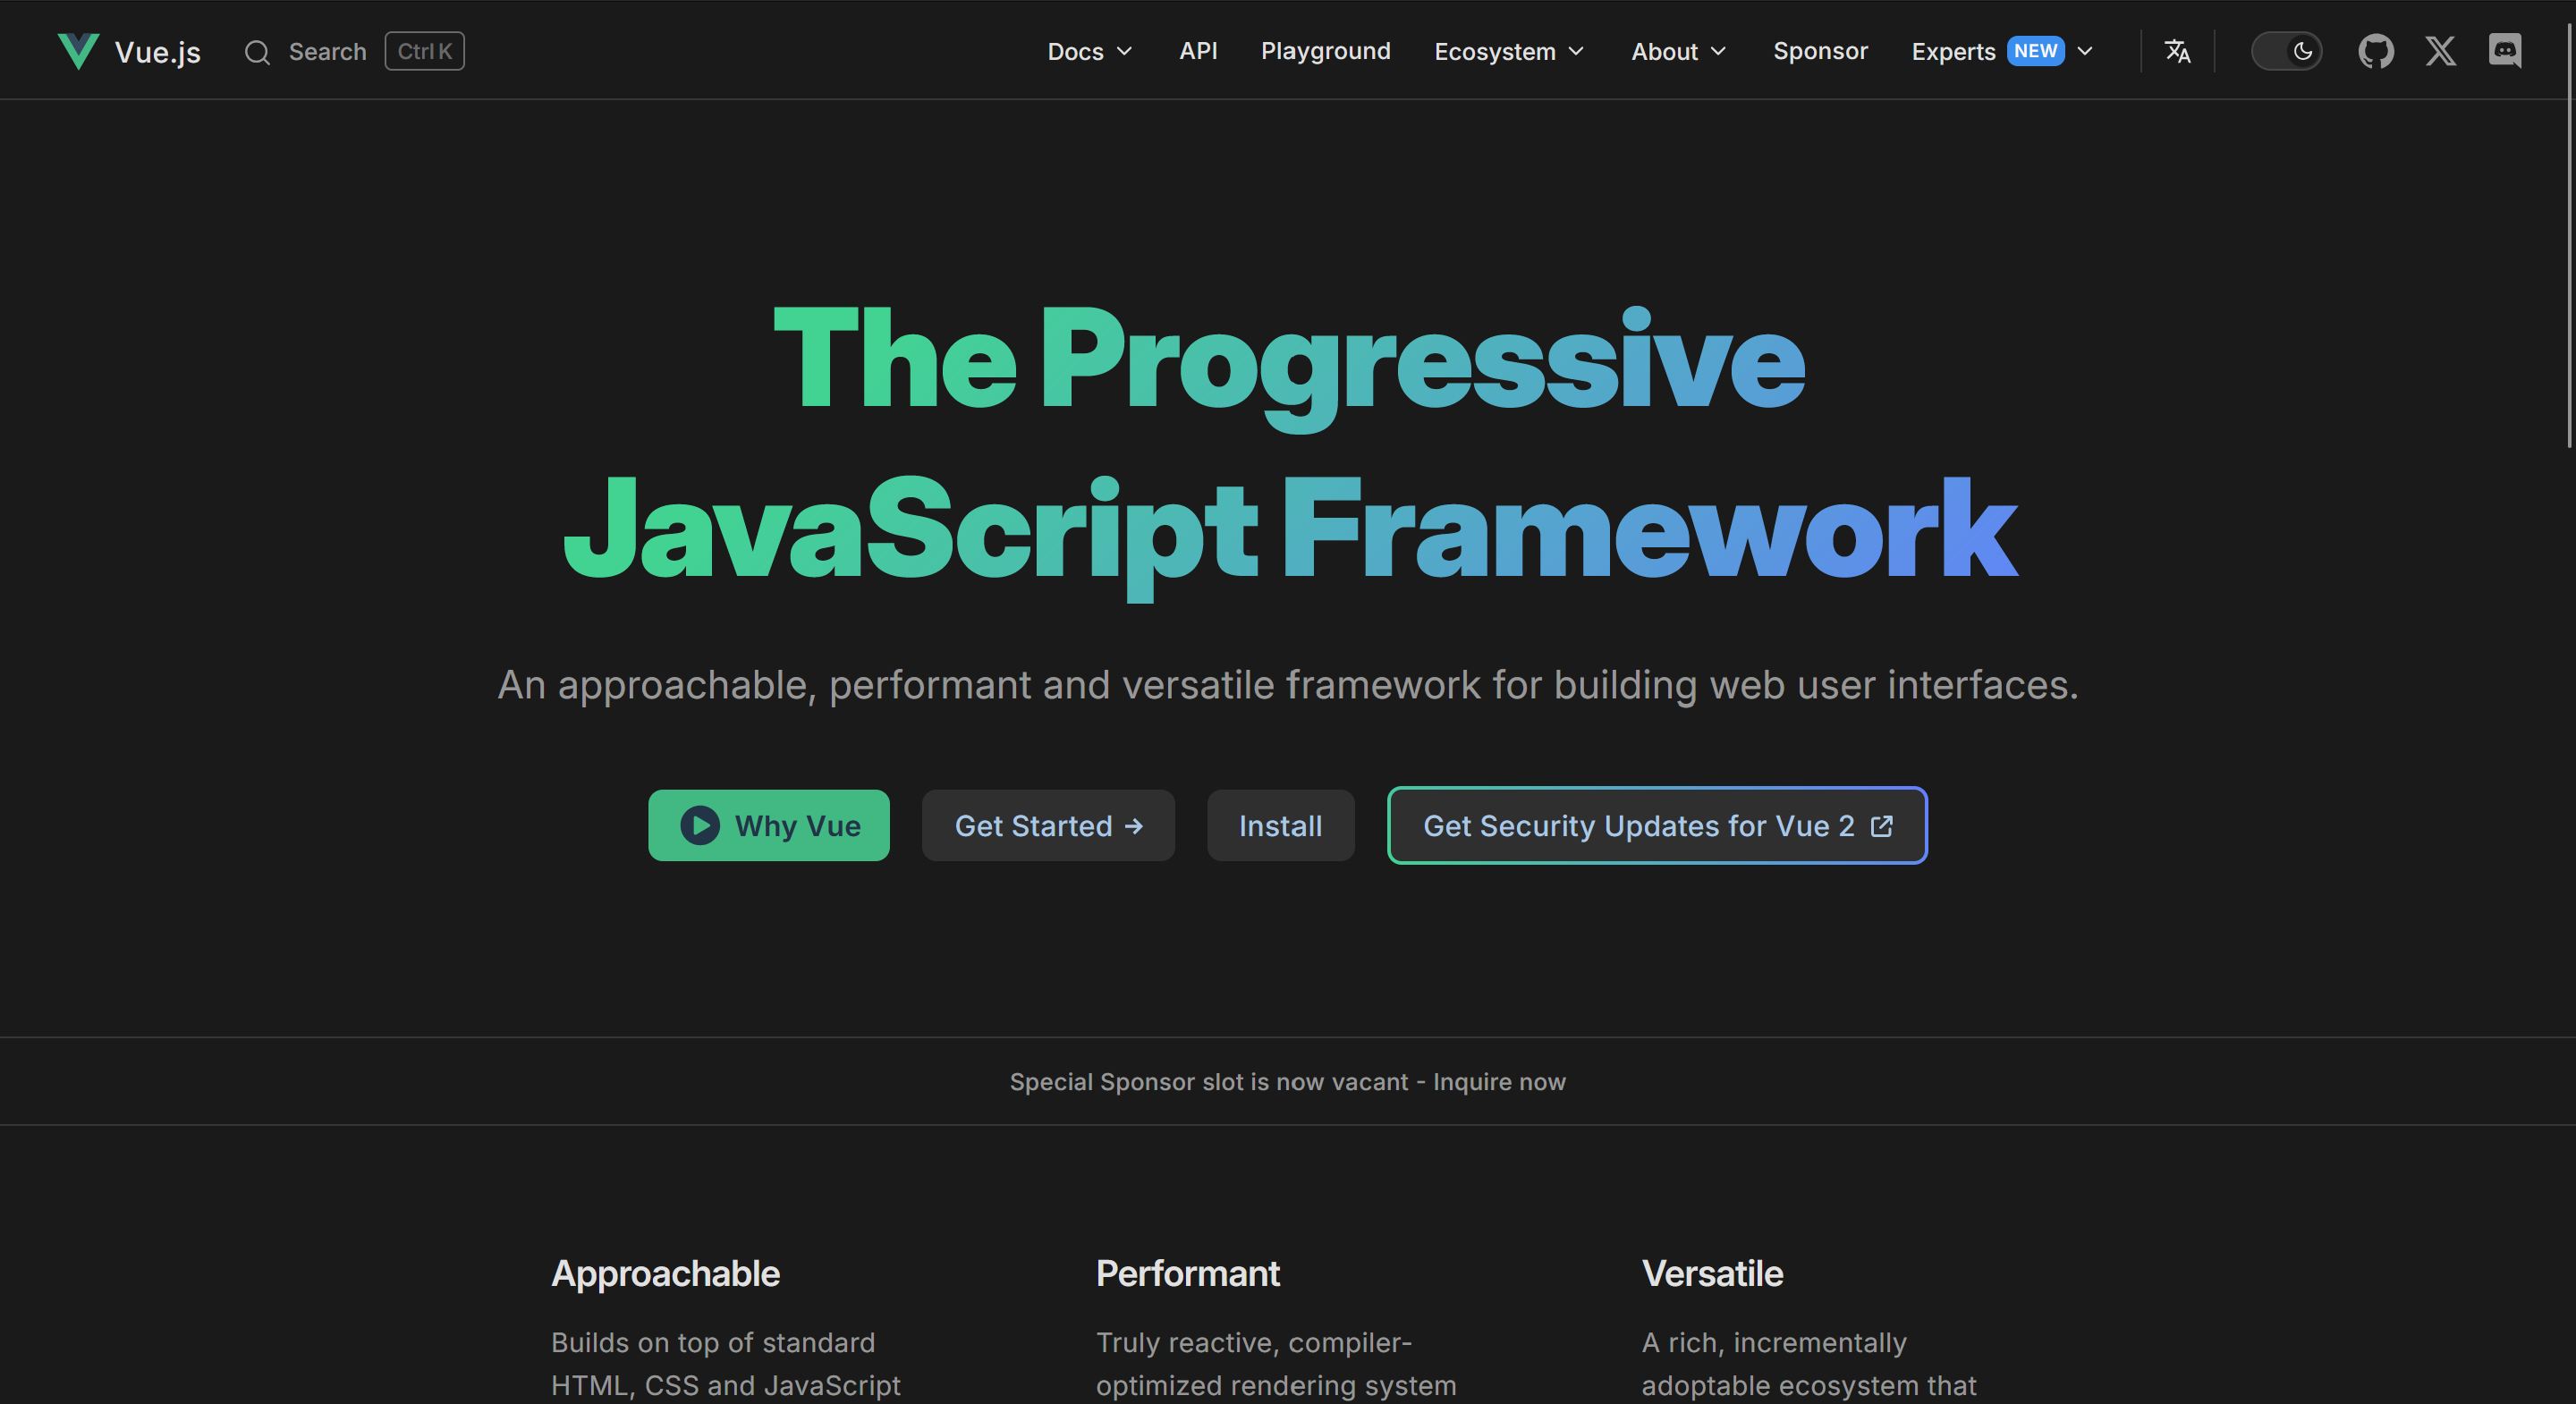 Vue.js Search Ctrl K Docs API Playground Ecosystem About Sponsor Experts NEW
The Progressive
JavaScript Framework
An approachable, performant and versatile framework for building web user interfaces.
Why Vue Get Started → Install Get Security Updates for Vue 2
Special Sponsor slot is now vacant - Inquire now
Approachable
Builds on top of standard
HTML, CSS and JavaScript
Performant
Truly reactive, compiler-
optimized rendering system
Versatile
A rich, incrementally
adoptable ecosystem that